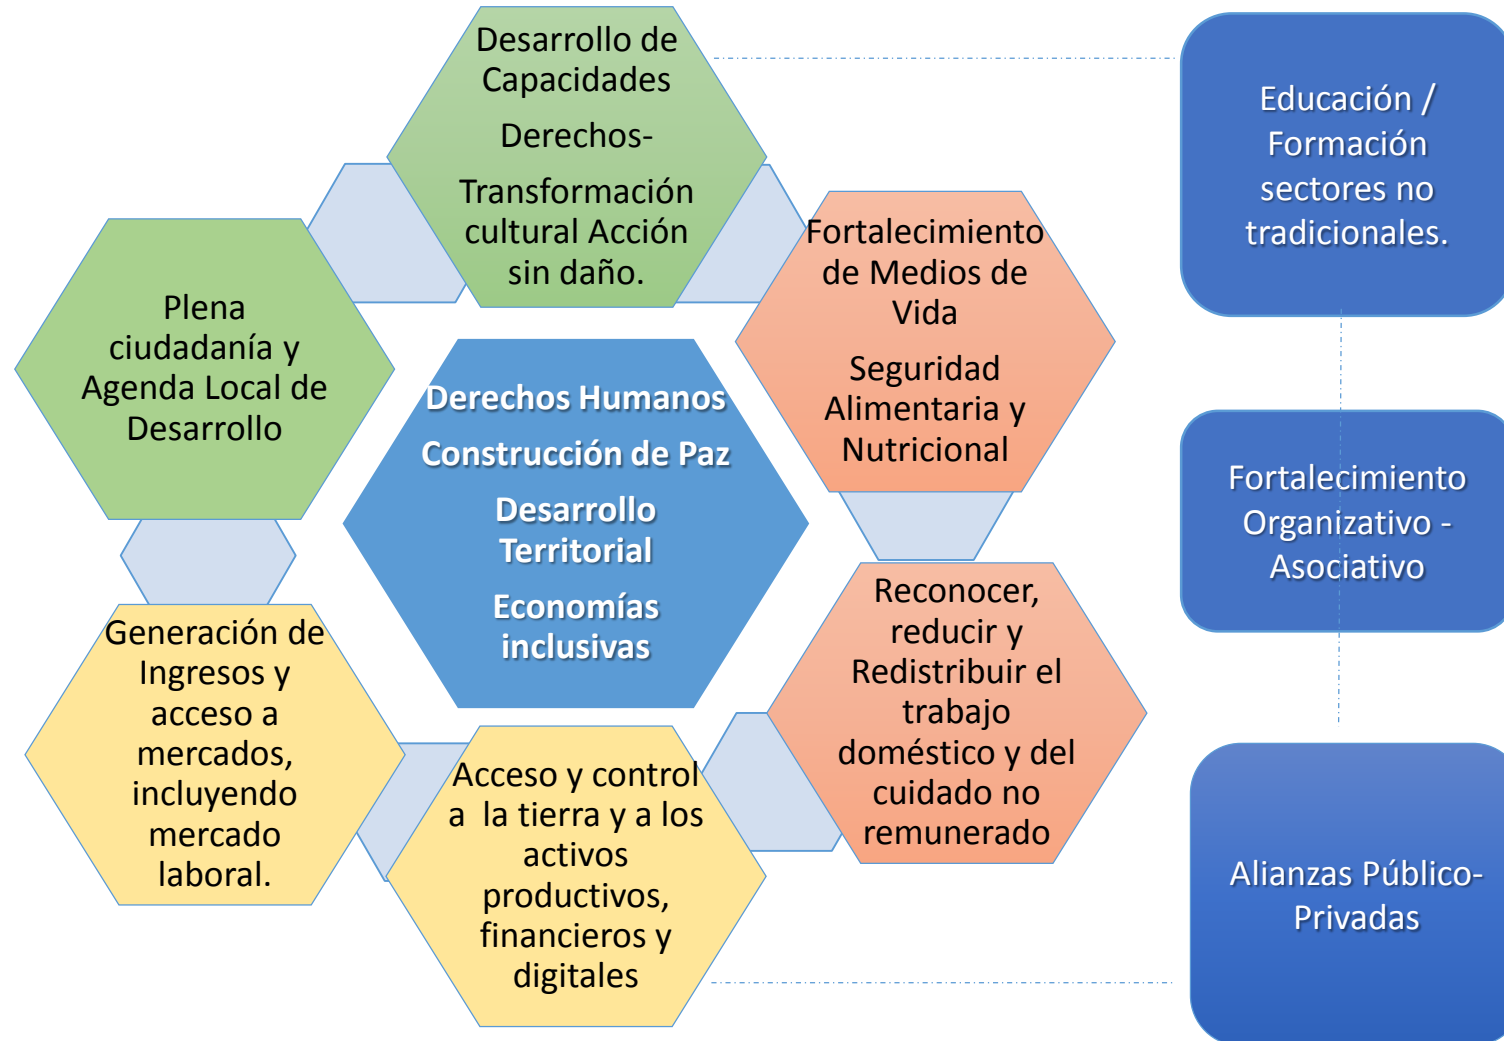 Desarrollo de
Capacidades
Derechos-
Transformación
cultural Acción
sin daño.
Fortalecimiento
de Medios de
Vida
Seguridad
Alimentaria y
Nutricional
Reconocer,
reducir y
Redistribuir el
trabajo
doméstico y del
cuidado no
remunerado
Acceso y control
a la tierra y a los
activos
productivos,
financieros y
digitales
Generación de
Ingresos y
acceso a
mercados,
incluyendo
mercado
laboral.
Plena
ciudadanía y
Agenda Local de
Desarrollo
Derechos Humanos
Construcción de Paz
Desarrollo
Territorial
Economías
inclusivas
Educación /
Formación
sectores no
tradicionales.
Fortalecimiento
Organizativo -
Asociativo
Alianzas Público-
Privadas